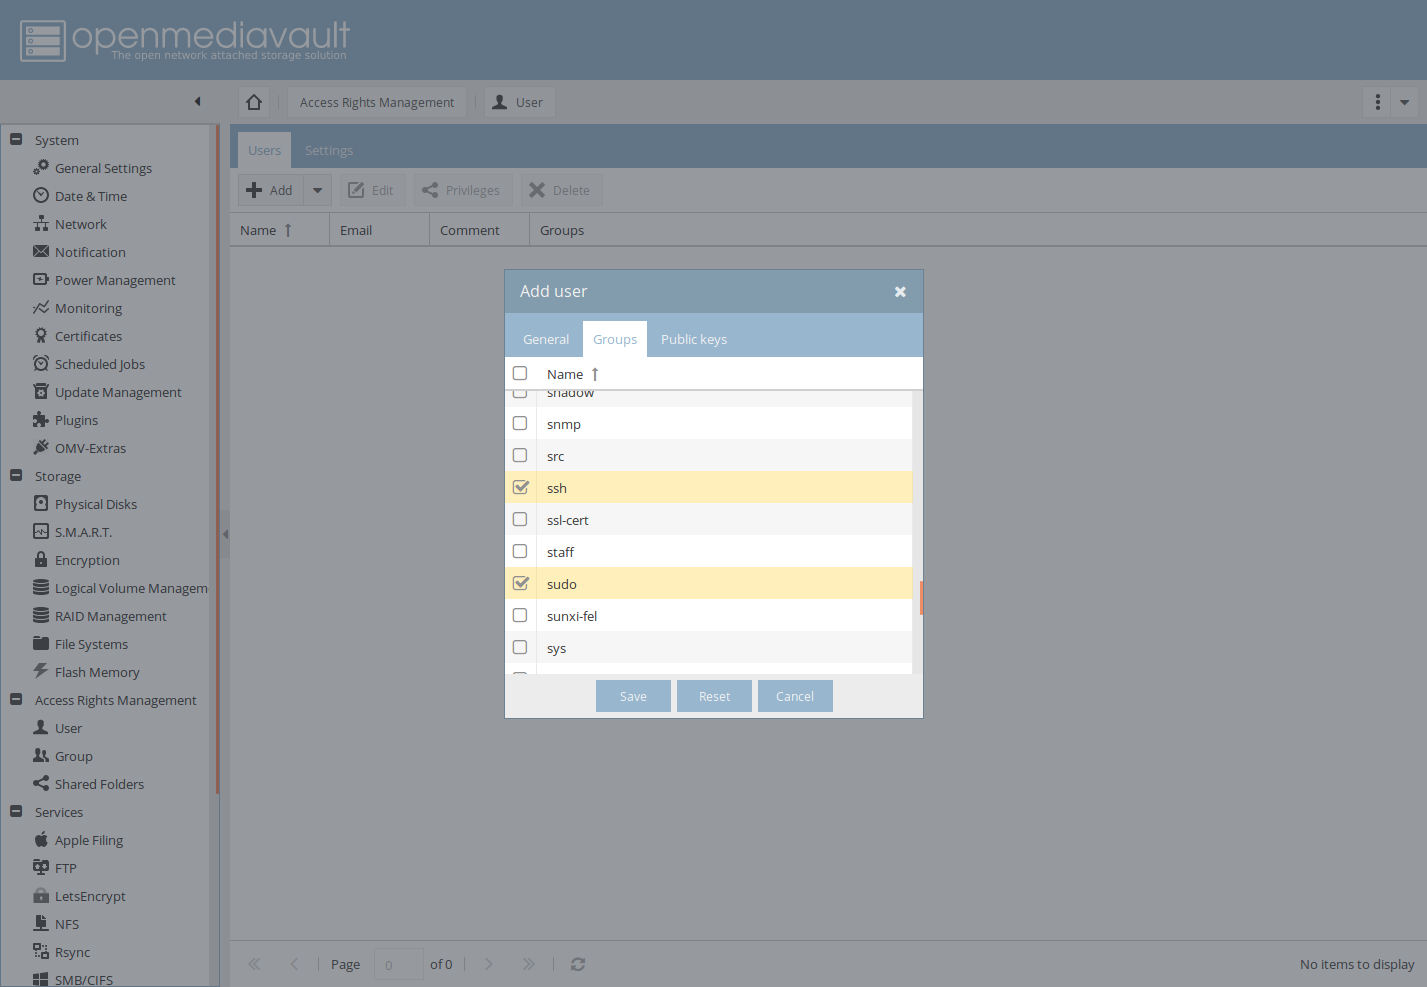 openmediavault
The open network attached storage solution
Access Rights Management
User
System
General Settings
Date & Time
Network
Notification
Power Management
Monitoring
Certificates
Scheduled Jobs
Update Management
Plugins
OMV-Extras
Storage
Physical Disks
S.M.A.R.T.
Encryption
Logical Volume Managem
RAID Management
File Systems
Flash Memory
Access Rights Management
User
Group
Shared Folders
Services
Apple Filing
FTP
LetsEncrypt
NFS
Rsync
SMB/CIFS
Users Settings
Add Edit Privileges Delete
Name Email Comment Groups
Add user
General Groups Public keys
Name
shadow
snmp
src
ssh
ssl-cert
staff
sudo
sunxi-fel
sys
Save Reset Cancel
Page 0 of 0 No items to display